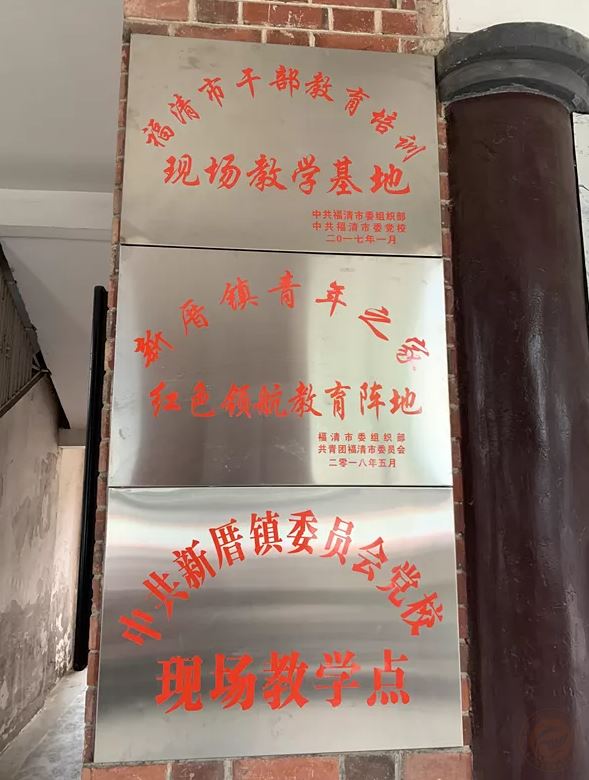 福清市干部教育培训
现场教学基地
中共福清市委组织部
中共福清市委党校
二〇一七年一月
新厝镇青年之家
红色领航教育阵地
福清市委组织部
共青团福清市委员会
二零一八年五月
中共新厝镇委员会党校
现场教学点